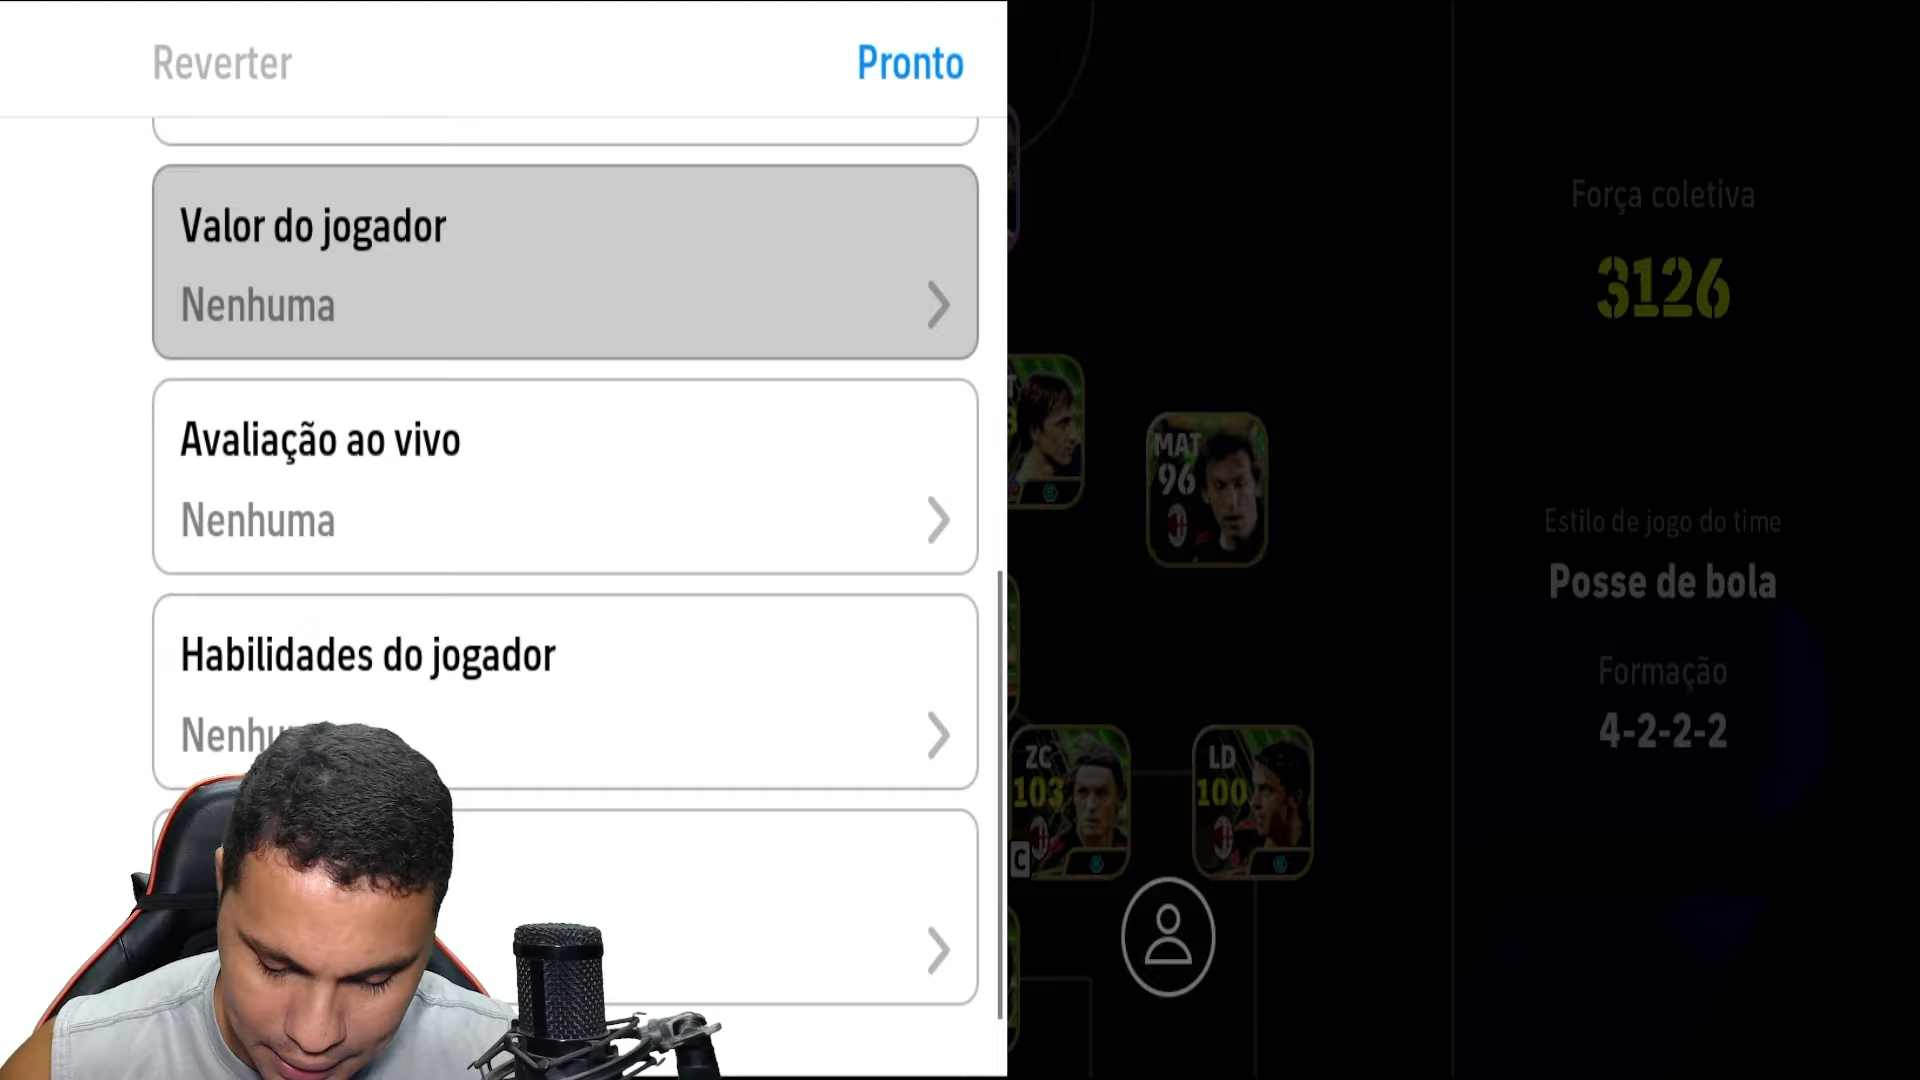 Reverter
Pronto
Valor do jogador
Nenhuma
Avaliação ao vivo
Nenhuma
Habilidades do jogador
Nenhu
Força coletiva
3126
MAT
96
Estilo de jogo do time
Posse de bola
Formação
4-2-2-2
ZC
103
C
LD
100